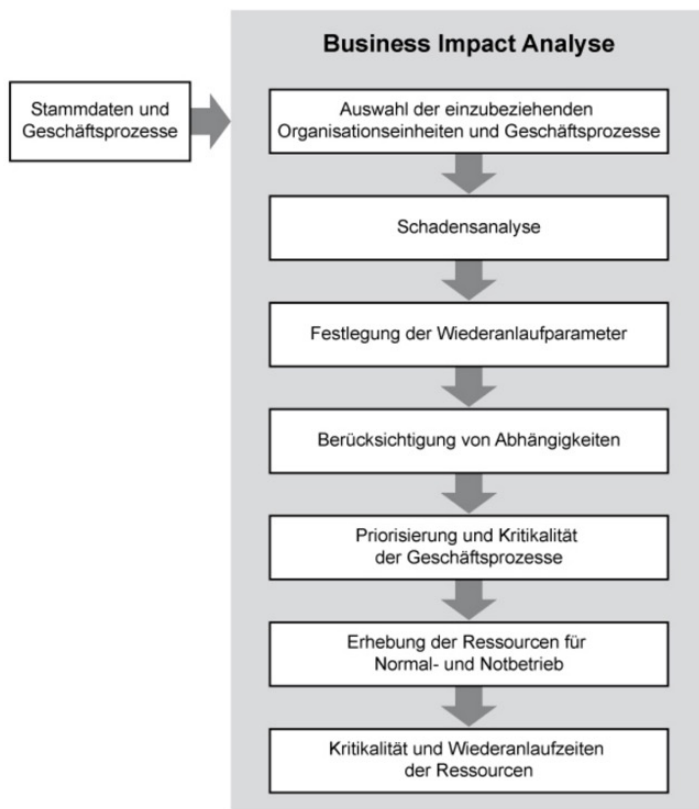 Business Impact Analyse
Stammdaten und
Geschäftsprozesse
Auswahl der einzubeziehenden
Organisationseinheiten und Geschäftsprozesse
Schadensanalyse
Festlegung der Wiederanlaufparameter
Berücksichtigung von Abhängigkeiten
Priorisierung und Kritikalität
der Geschäftsprozesse
Erhebung der Ressourcen für
Normal- und Notbetrieb
Kritikalität und Wiederanlaufzeiten
der Ressourcen